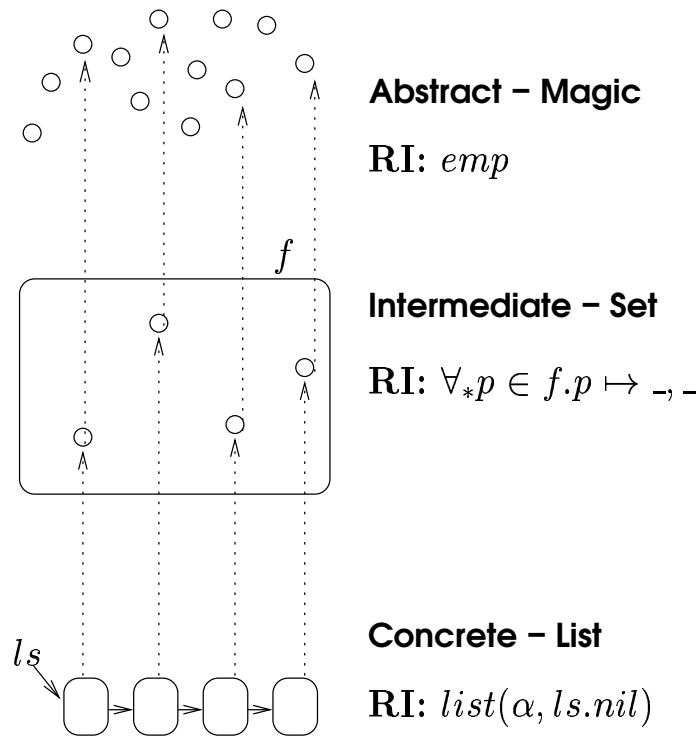 Abstract – Magic
RI: emp
f
Intermediate – Set
RI: ∀∗p ∈ f.p ↦ _, _
Concrete – List
ls
RI: list(α, ls.nil)